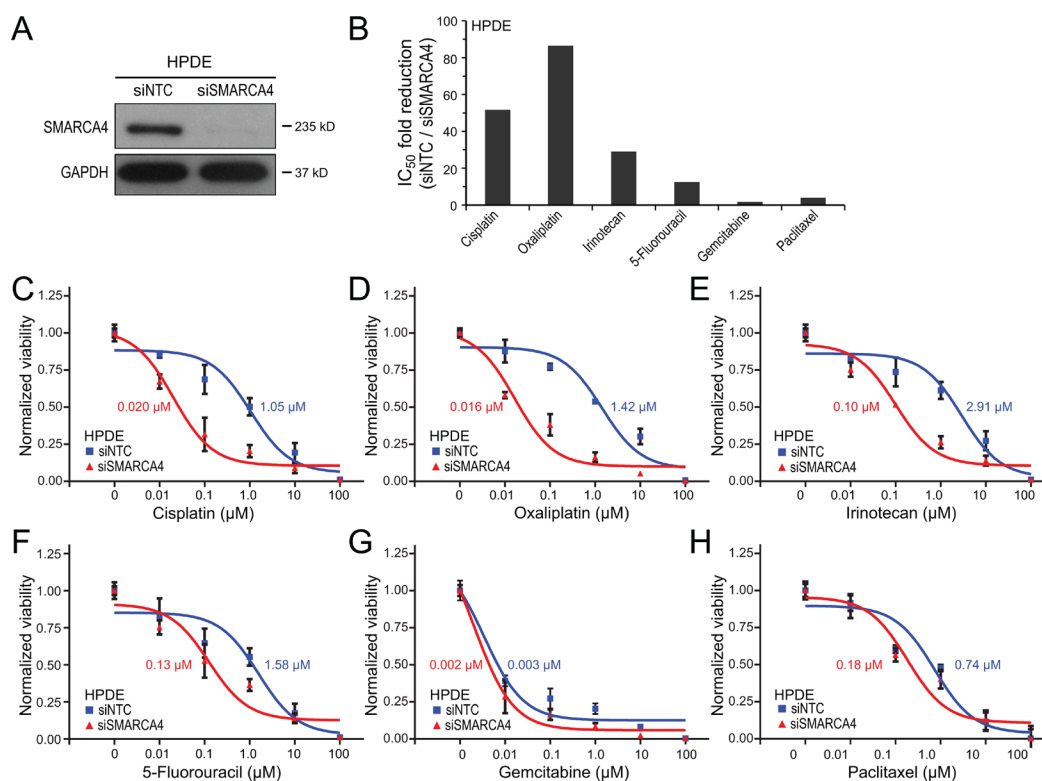 A
HPDE
siNTC siSMARCA4
SMARCA4
235 kD
GAPDH
37 kD
B
HPDE
IC50 fold reduction
(siNTC / siSMARCA4)
100
80
60
40
20
0
Cisplatin
Oxaliplatin
Irinotecan
5-Fluorouracil
Gemcitabine
Paclitaxel
C
Normalized viability
1.25
1.00
0.75
0.50
0.25
0.00
0.020 µM
1.05 µM
HPDE
siNTC
siSMARCA4
0 0.01 0.1 1.0 10 100
Cisplatin (µM)
D
Normalized viability
1.25
1.00
0.75
0.50
0.25
0.00
0.016 µM
1.42 µM
HPDE
siNTC
siSMARCA4
0 0.01 0.1 1.0 10 100
Oxaliplatin (µM)
E
Normalized viability
1.25
1.00
0.75
0.50
0.25
0.00
0.10 µM
2.91 µM
HPDE
siNTC
siSMARCA4
0 0.01 0.1 1.0 10 100
Irinotecan (µM)
F
Normalized viability
1.25
1.00
0.75
0.50
0.25
0.00
0.13 µM
1.58 µM
HPDE
siNTC
siSMARCA4
0 0.01 0.1 1.0 10 100
5-Fluorouracil (µM)
G
Normalized viability
1.25
1.00
0.75
0.50
0.25
0.00
0.002 µM
0.003 µM
HPDE
siNTC
siSMARCA4
0 0.01 0.1 1.0 10 100
Gemcitabine (µM)
H
Normalized viability
1.25
1.00
0.75
0.50
0.25
0.00
0.18 µM
0.74 µM
HPDE
siNTC
siSMARCA4
0 0.01 0.1 1.0 10 100
Paclitaxel (µM)